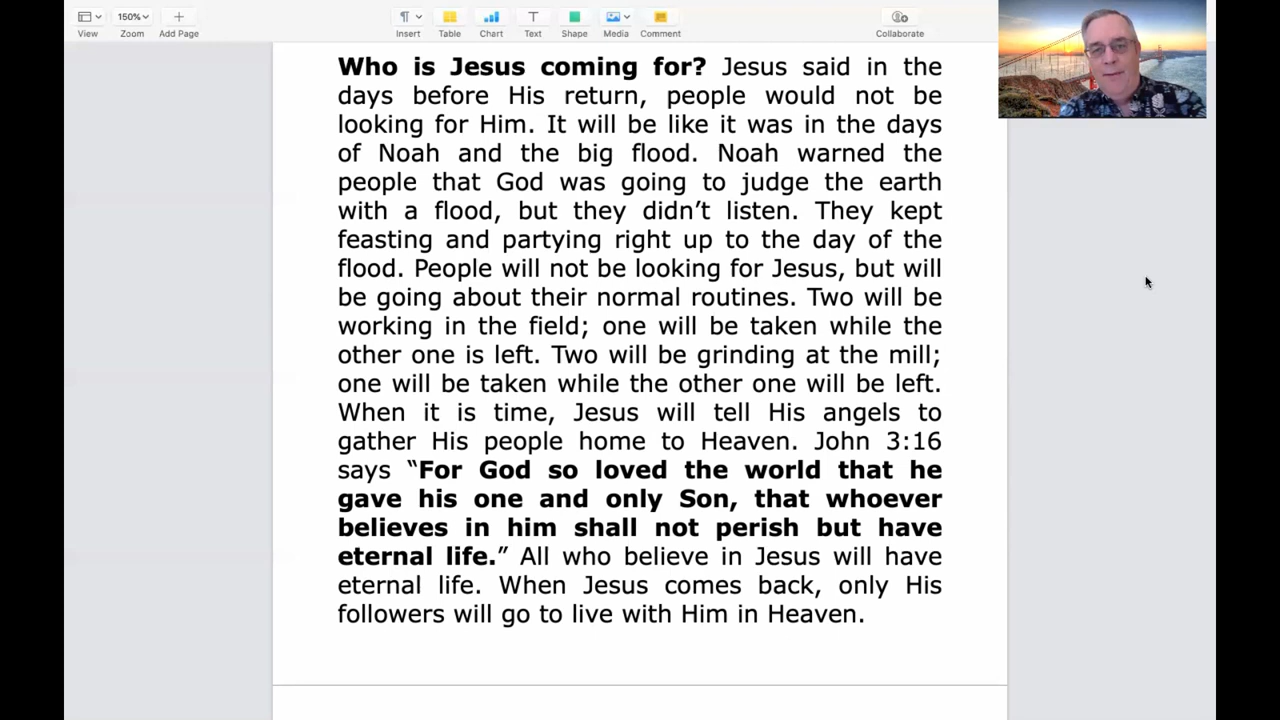 150%
View
Zoom
Add Page
Insert
Table
Chart
Text
Shape
Media
Comment
Collaborate
Who is Jesus coming for? Jesus said in the
days before His return, people would not be
looking for Him. It will be like it was in the days
of Noah and the big flood. Noah warned the
people that God was going to judge the earth
with a flood, but they didn’t listen. They kept
feasting and partying right up to the day of the
flood. People will not be looking for Jesus, but will
be going about their normal routines. Two will be
working in the field; one will be taken while the
other one is left. Two will be grinding at the mill;
one will be taken while the other one will be left.
When it is time, Jesus will tell His angels to
gather His people home to Heaven. John 3:16
says “For God so loved the world that he
gave his one and only Son, that whoever
believes in him shall not perish but have
eternal life.” All who believe in Jesus will have
eternal life. When Jesus comes back, only His
followers will go to live with Him in Heaven.